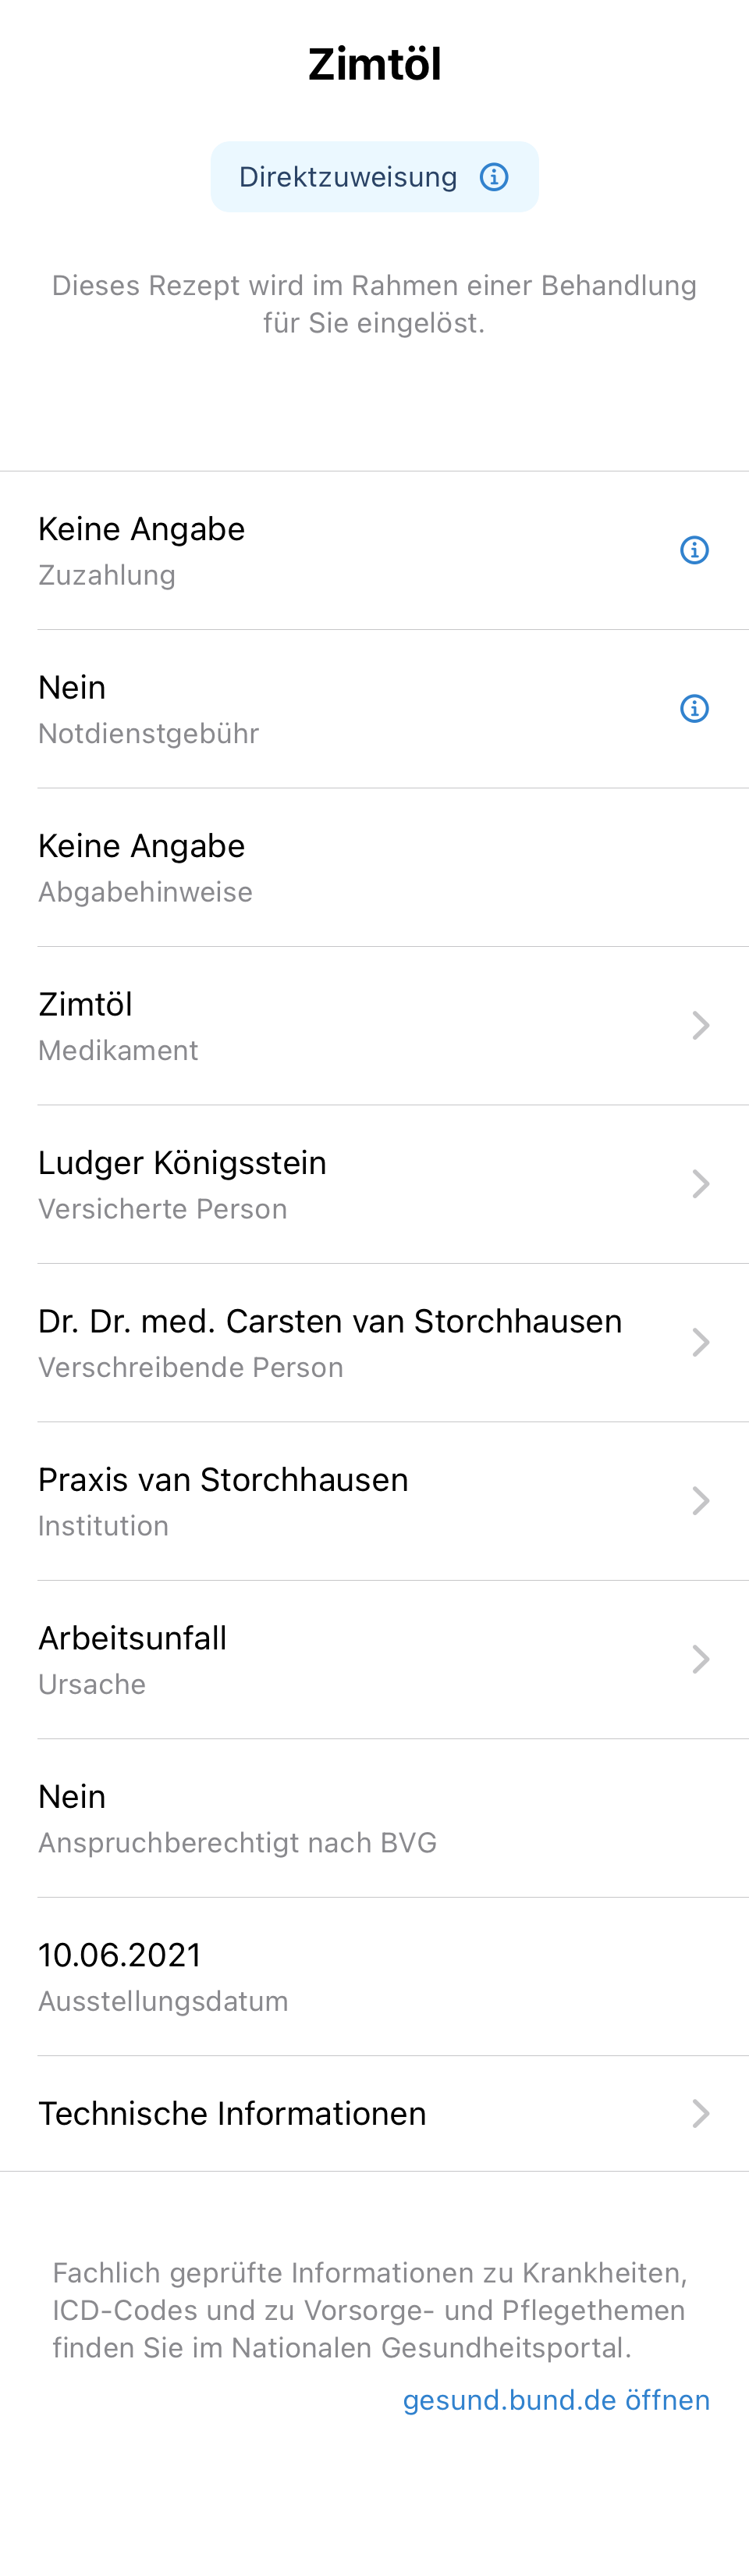 Zimtöl
Direktzuweisung
Dieses Rezept wird im Rahmen einer Behandlung
für Sie eingelöst.
Keine Angabe
Zuzahlung
Nein
Notdienstgebühr
Keine Angabe
Abgabehinweise
Zimtöl
Medikament
Ludger Königsstein
Versicherte Person
Dr. Dr. med. Carsten van Storchhausen
Verschreibende Person
Praxis van Storchhausen
Institution
Arbeitsunfall
Ursache
Nein
Anspruchberechtigt nach BVG
10.06.2021
Ausstellungsdatum
Technische Informationen
Fachlich geprüfte Informationen zu Krankheiten,
ICD-Codes und zu Vorsorge- und Pflegethemen
finden Sie im Nationalen Gesundheitsportal.
gesund.bund.de öffnen